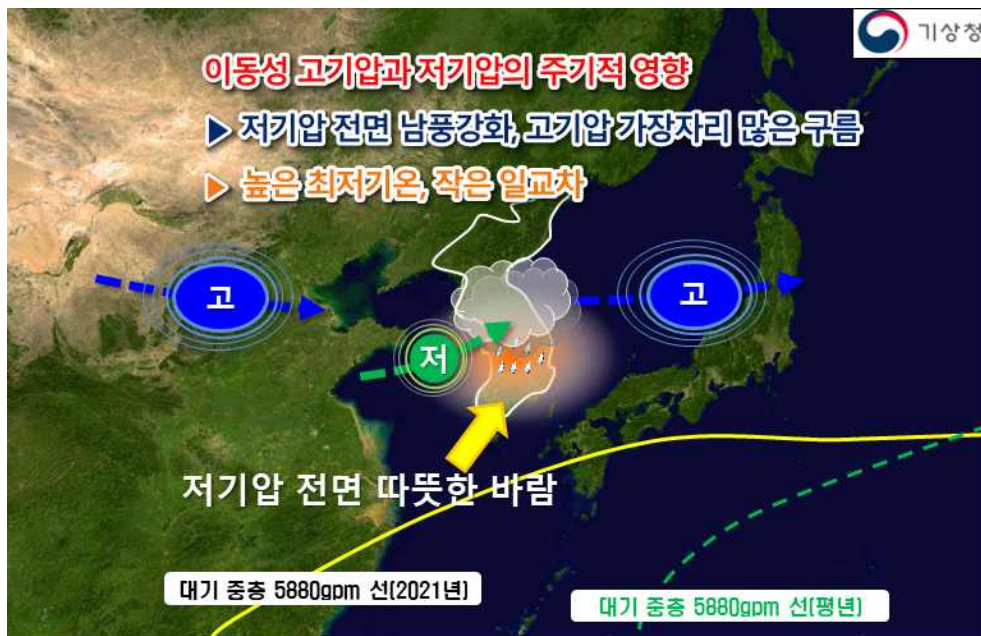 기상청
이동성 고기압과 저기압의 주기적 영향
▶ 저기압 전면 남풍강화, 고기압 가장자리 많은 구름
▶ 높은 최저기온, 작은 일교차
고
고
저
저기압 전면 따뜻한 바람
대기 중층 5880gpm 선(2021년)
대기 중층 5880gpm 선(평년)